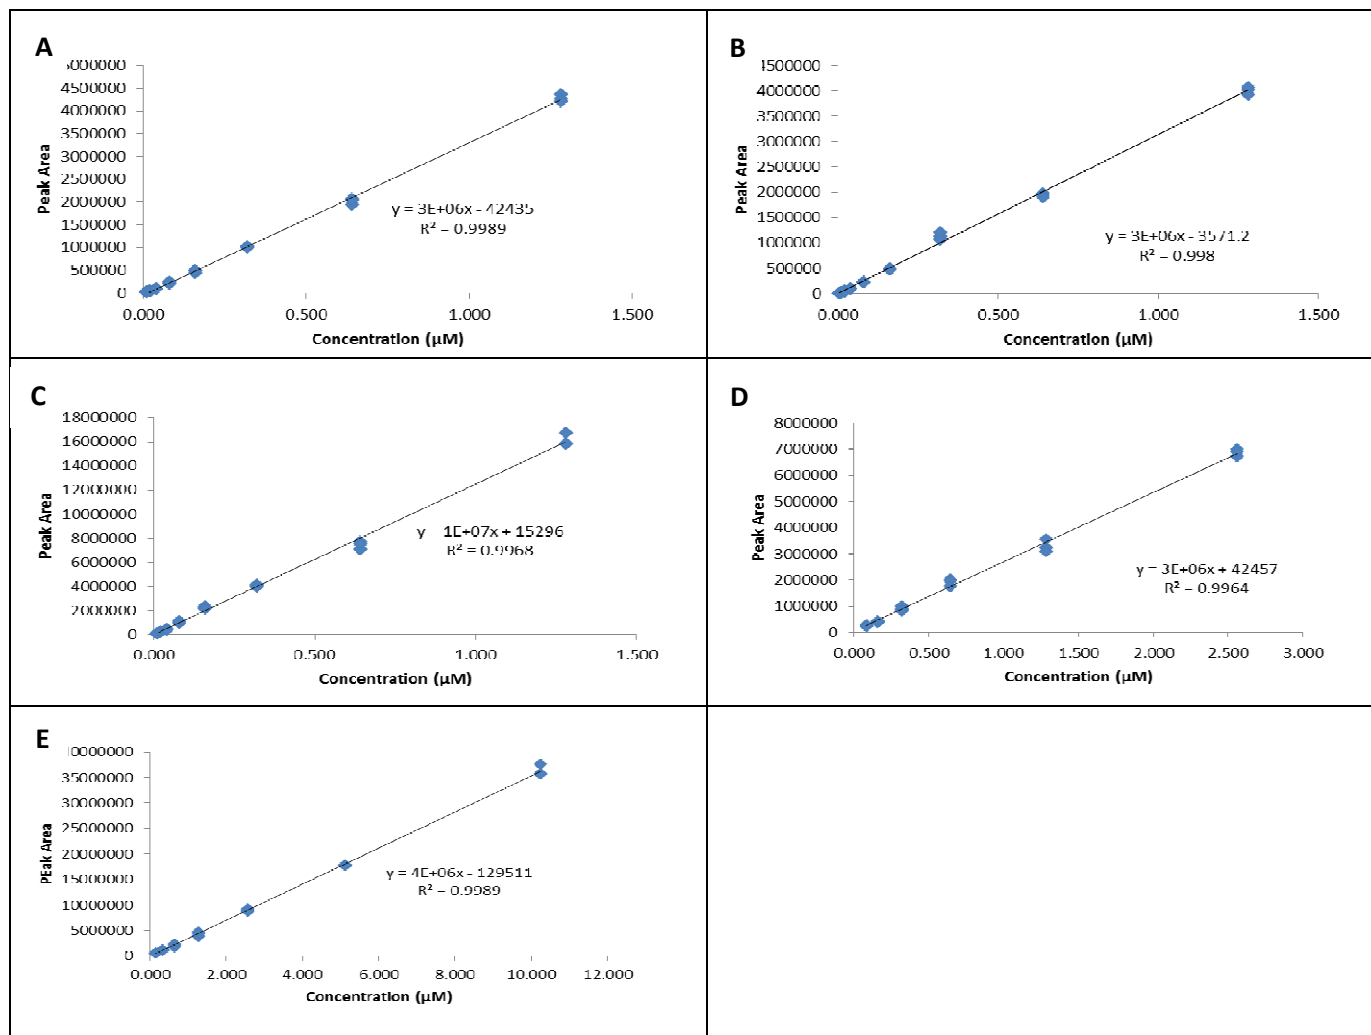 A
5000000
4500000
4000000
3500000
3000000
2500000
2000000
1500000
1000000
500000
0
Peak Area
y = 3E+06x - 42435
R² = 0.9989
0.000 0.500 1.000 1.500
Concentration (µM)
B
4500000
4000000
3500000
3000000
2500000
2000000
1500000
1000000
500000
0
Peak Area
y = 3E+06x - 3571.2
R² = 0.998
0.000 0.500 1.000 1.500
Concentration (µM)
C
18000000
16000000
14000000
12000000
10000000
8000000
6000000
4000000
2000000
0
Peak Area
y 1E+07x + 15296
R² = 0.9968
0.000 0.500 1.000 1.500
Concentration (µM)
D
8000000
7000000
6000000
5000000
4000000
3000000
2000000
1000000
0
Peak Area
y = 3E+06x + 42457
R² = 0.9964
0.000 0.500 1.000 1.500 2.000 2.500 3.000
Concentration (µM)
E
0000000
35000000
30000000
25000000
20000000
15000000
10000000
5000000
0
PEak Area
y = 4E+06x - 129511
R² = 0.9989
0.000 2.000 4.000 6.000 8.000 10.000 12.000
Concentration (µM)